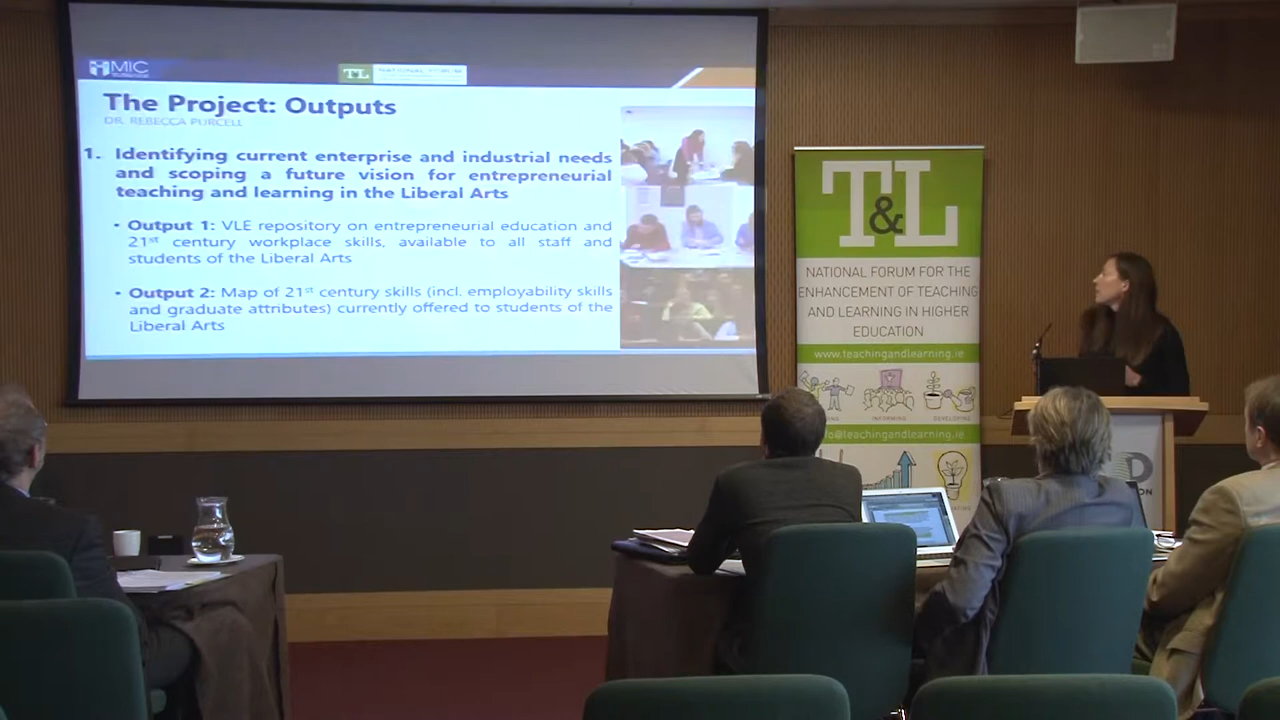 MIC
T&L
The Project: Outputs
DR. REBECCA PURCELL
1. Identifying current enterprise and industrial needs
and scoping a future vision for entrepreneurial
teaching and learning in the Liberal Arts
• Output 1: VLE repository on entrepreneurial education and
21st century workplace skills, available to all staff and
students of the Liberal Arts
• Output 2: Map of 21st century skills (incl. employability skills
and graduate attributes) currently offered to students of the
Liberal Arts
T&L
NATIONAL FORUM FOR THE
ENHANCEMENT OF TEACHING
AND LEARNING IN HIGHER
EDUCATION
www.teachingandlearning.ie
INFORMING
DEVELOPING
fo@teachingandlearning.ie